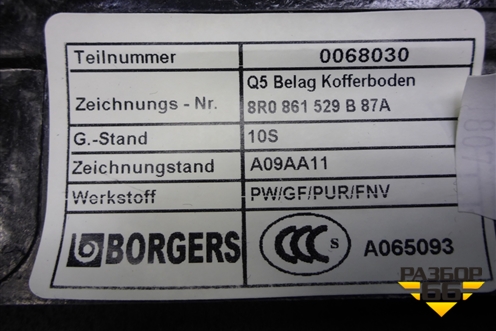 Teilnummer 0068030
Q5 Belag Kofferboden
Zeichnungs - Nr. 8R0 861 529 B 87A
G.-Stand 10S
Zeichnungstand A09AA11
Werkstoff PW/GF/PUR/FNV
BORGERS CCC S A065093
РАЗБОР
66